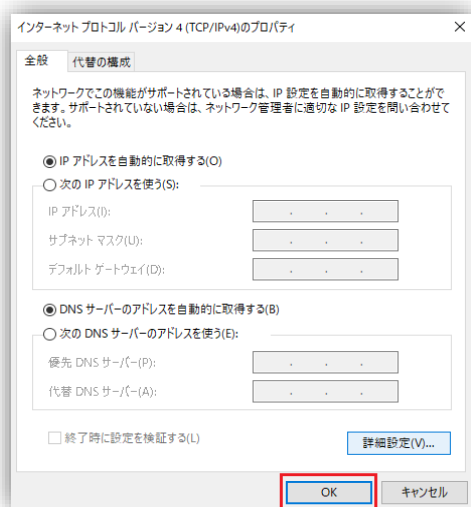 インターネット プロトコル バージョン 4 (TCP/IPv4)のプロパティ
全般 代替の構成
ネットワークでこの機能がサポートされている場合は、IP 設定を自動的に取得することがで
きます。サポートされていない場合は、ネットワーク管理者に適切な IP 設定を問い合わせて
ください。
IP アドレスを自動的に取得する(O)
次の IP アドレスを使う(S):
IP アドレス(I):
サブネット マスク(U):
デフォルト ゲートウェイ(D):
DNS サーバーのアドレスを自動的に取得する(B)
次の DNS サーバーのアドレスを使う(E):
優先 DNS サーバー(P):
代替 DNS サーバー(A):
終了時に設定を検証する(L)
詳細設定(V)...
OK キャンセル